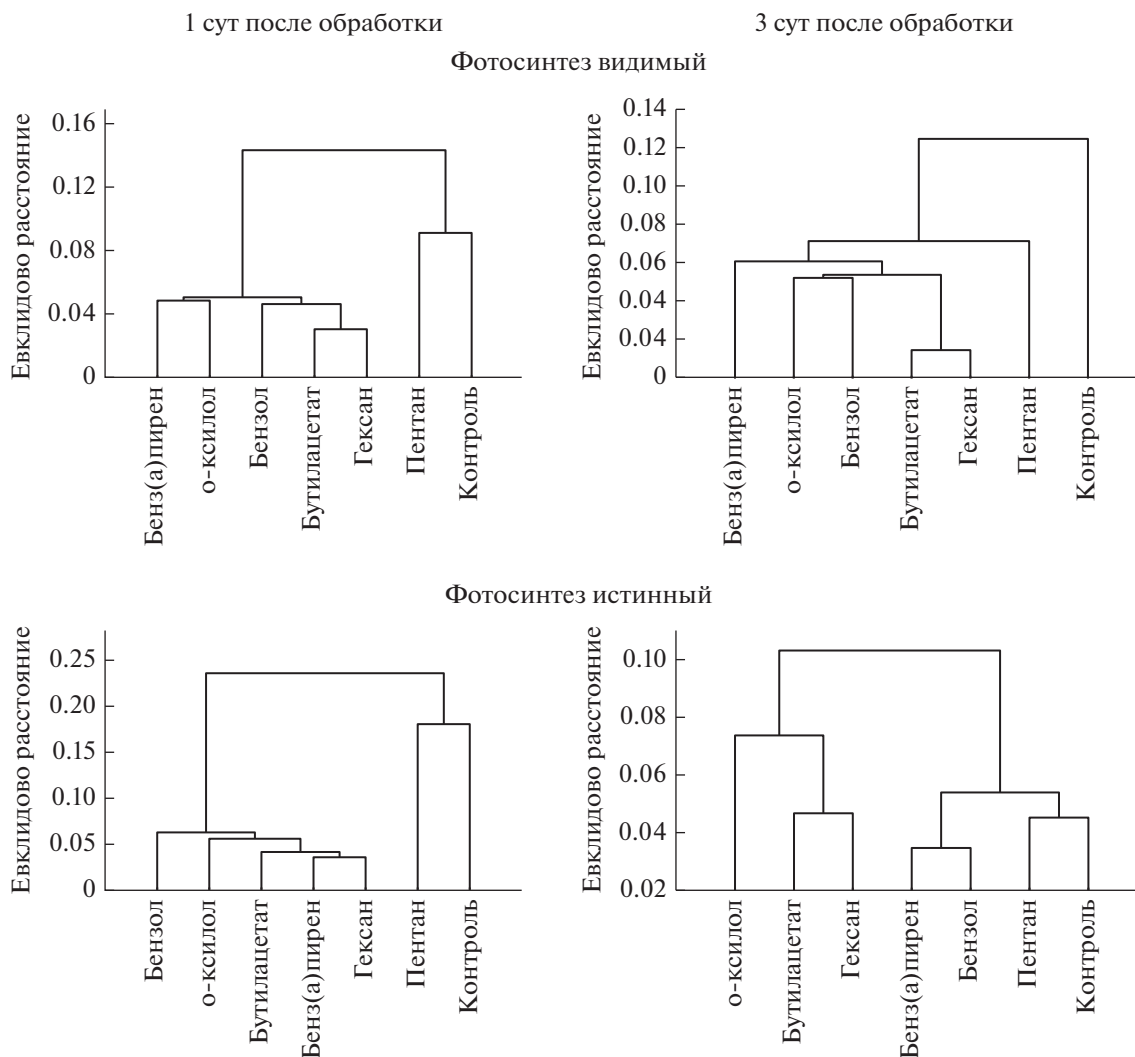 1 сут после обработки
3 сут после обработки
Фотосинтез видимый
Евклидово расстояние
0.16
0.12
0.08
0.04
0
Бенз(а)пирен
о-ксилол
Бензол
Бутилацетат
Гексан
Пентан
Контроль
Евклидово расстояние
0.14
0.12
0.10
0.08
0.06
0.04
0.04
0
Бенз(а)пирен
о-ксилол
Бензол
Бутилацетат
Гексан
Пентан
Контроль
Фотосинтез истинный
Евклидово расстояние
0.25
0.20
0.15
0.10
0.05
0
Бензол
о-ксилол
Бутилацетат
Бенз(а)пирен
Гексан
Пентан
Контроль
Евклидово расстояние
0.10
0.08
0.06
0.04
0.02
о-ксилол
Бутилацетат
Гексан
Бенз(а)пирен
Бензол
Пентан
Контроль